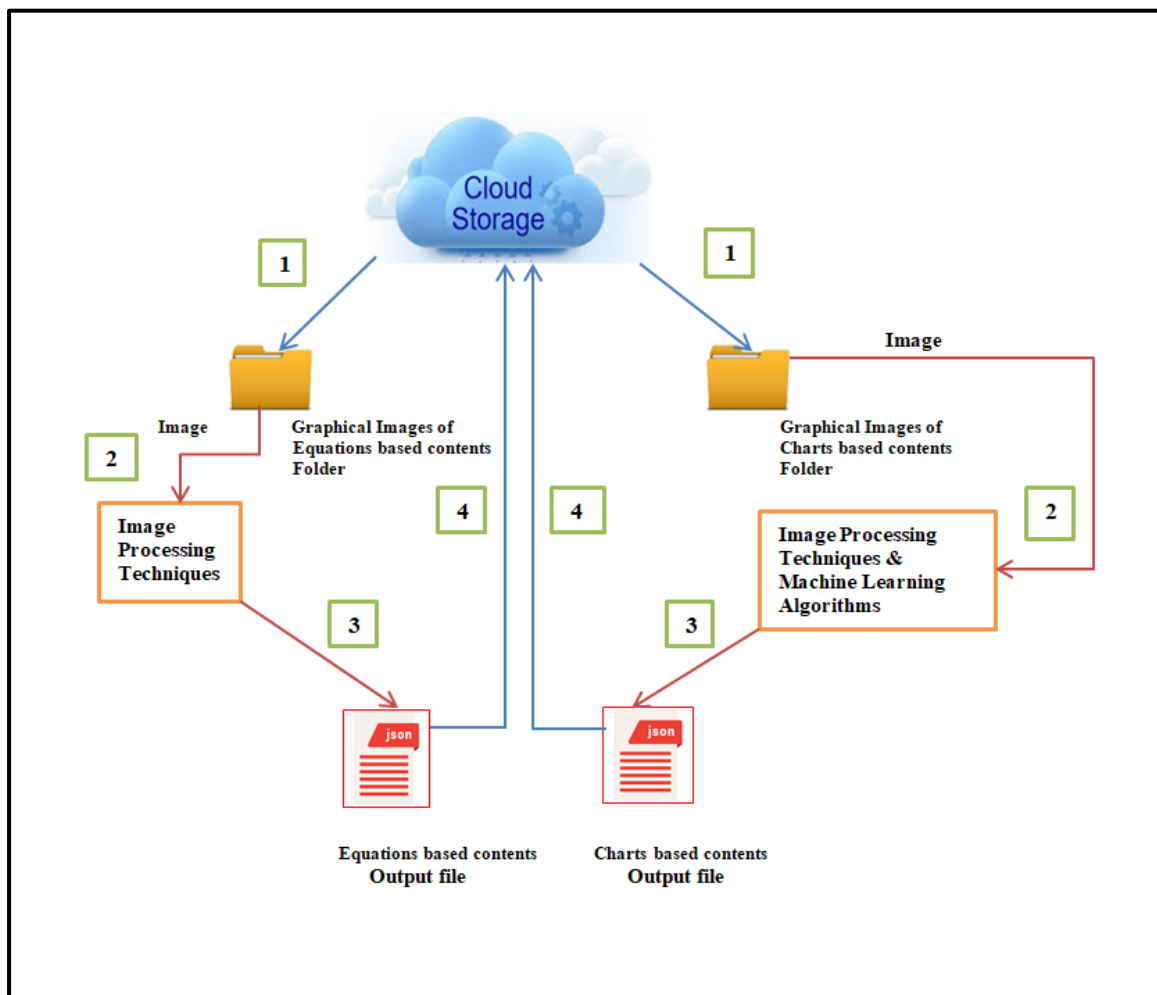 Cloud
Storage
1
1
Image
Image
Graphical Images of
Equations based contents
Folder
Graphical Images of
Charts based contents
Folder
2
4
4
2
Image
Processing
Techniques
Image Processing
Techniques &
Machine Learning
Algorithms
3
3
json
json
Equations based contents
Output file
Charts based contents
Output file